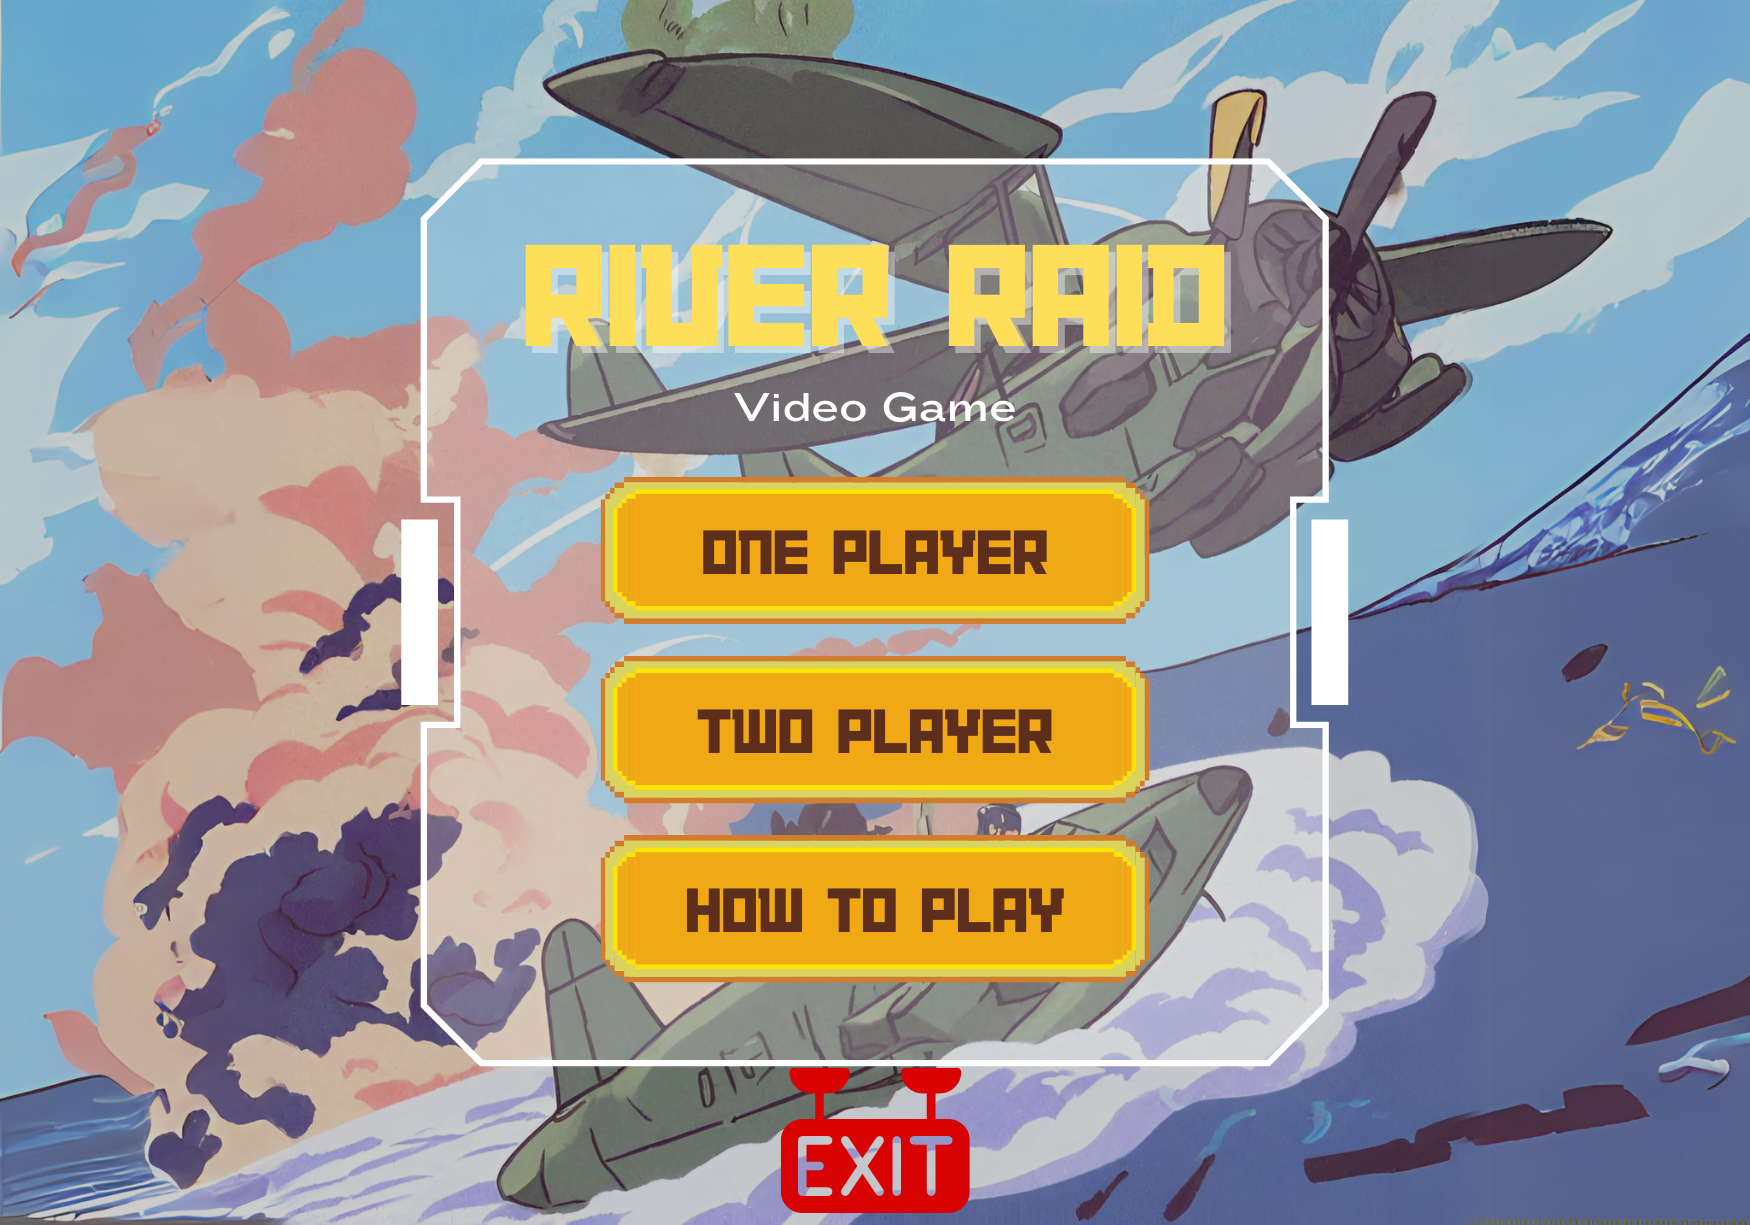 RIVER RAID
Video Game
ONE PLAYER
TWO PLAYER
HOW TO PLAY
EXIT